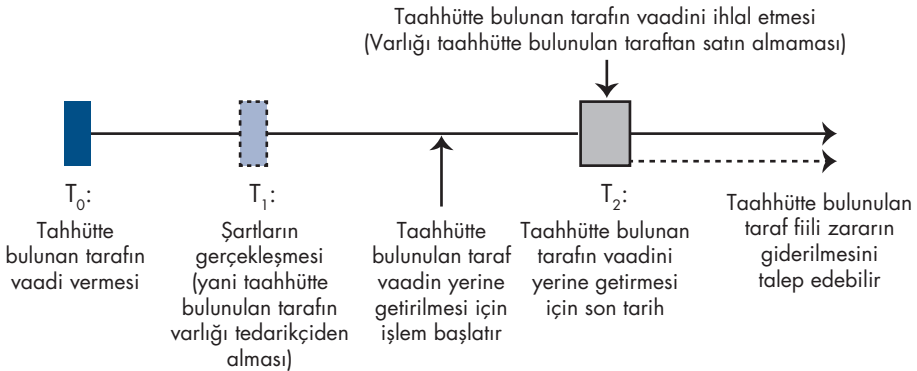 Taahhütte bulunan tarafın vaadini ihlal etmesi
(Varlığı taahhütte bulunulan taraftan satın almaması)
T0:
Tahhütte
bulunan tarafın
vaadi vermesi
T1:
Şartların
gerçekleşmesi
(yani taahhütte
bulunulan tarafın
varlığı tedarikçiden
alması)
Taahhütte
bulunulan taraf
vaadin yerine
getirilmesi için
işlem başlatır
T2:
Taahhütte bulunan
tarafın vaadini
yerine getirmesi
için son tarih
Taahhütte bulunulan
taraf fiili zararın
giderilmesini
talep edebilir